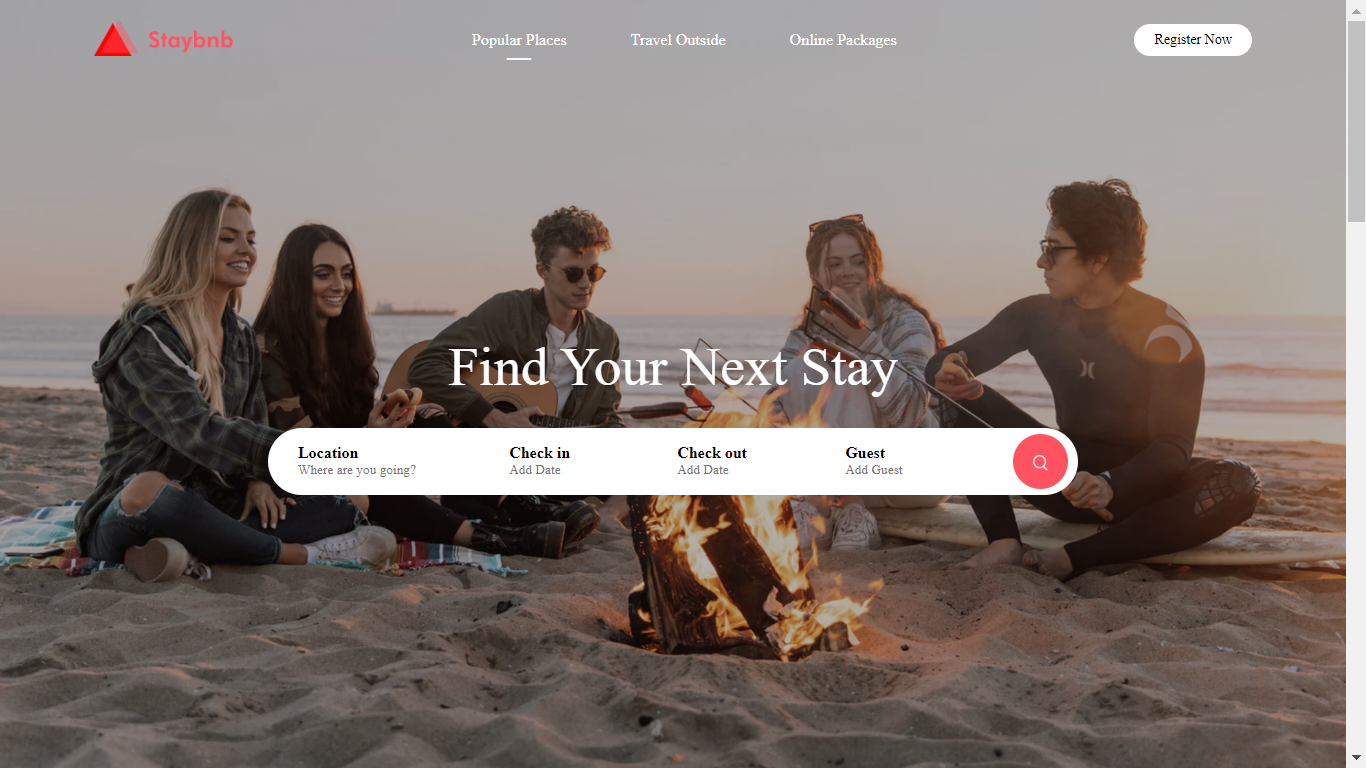 Staybnb
Popular Places
Travel Outside
Online Packages
Register Now
Find Your Next Stay
Location
Where are you going?
Check in
Add Date
Check out
Add Date
Guest
Add Guest